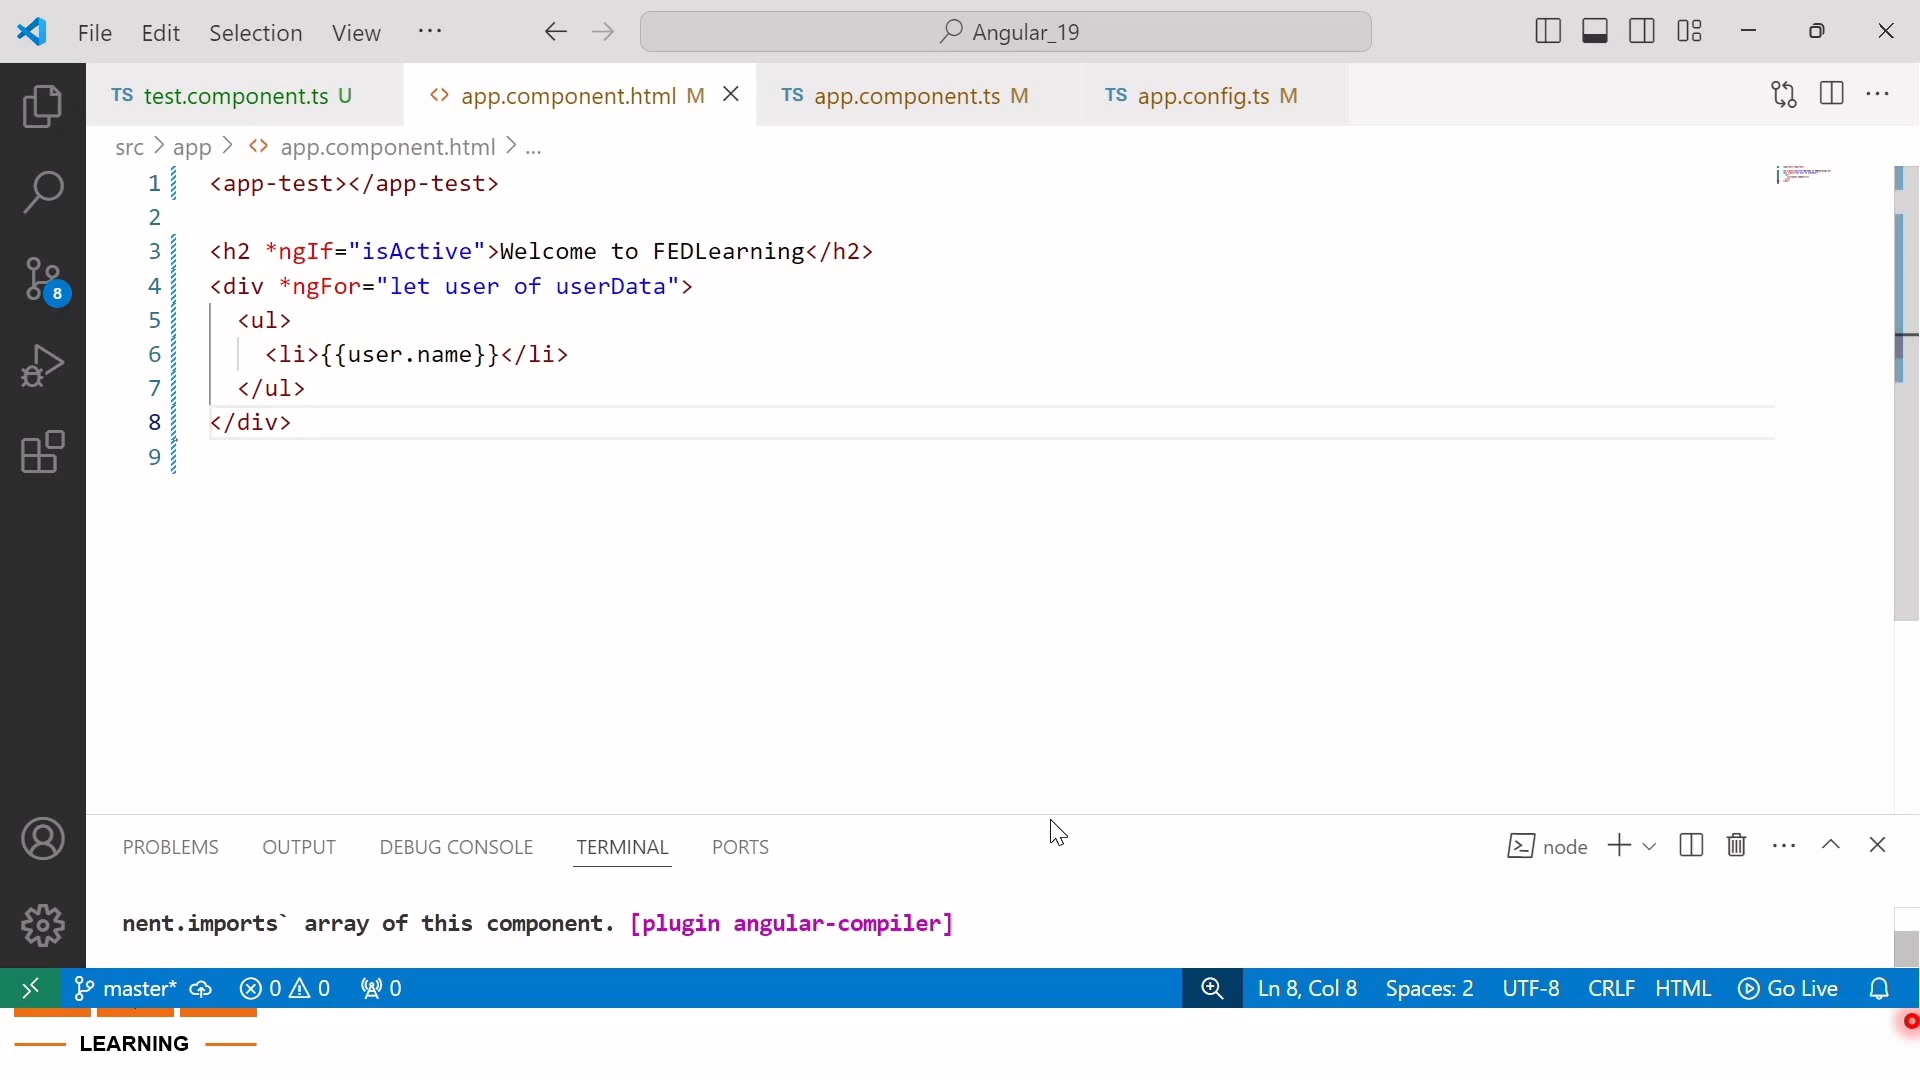 File Edit Selection View ··· Angular_19
TS test.component.ts U <> app.component.html M TS app.component.ts M TS app.config.ts M
src > app > <> app.component.html > ...
1 <app-test></app-test>
2
3 <h2 *ngIf="isActive">Welcome to FEDLearning</h2>
4 <div *ngFor="let user of userData">
5 <ul>
6 <li>{{user.name}}</li>
7 </ul>
8 </div>
9
8
PROBLEMS OUTPUT DEBUG CONSOLE TERMINAL PORTS node
nent.imports` array of this component. [plugin angular-compiler]
master* 0 0 0 Ln 8, Col 8 Spaces: 2 UTF-8 CRLF HTML Go Live
LEARNING